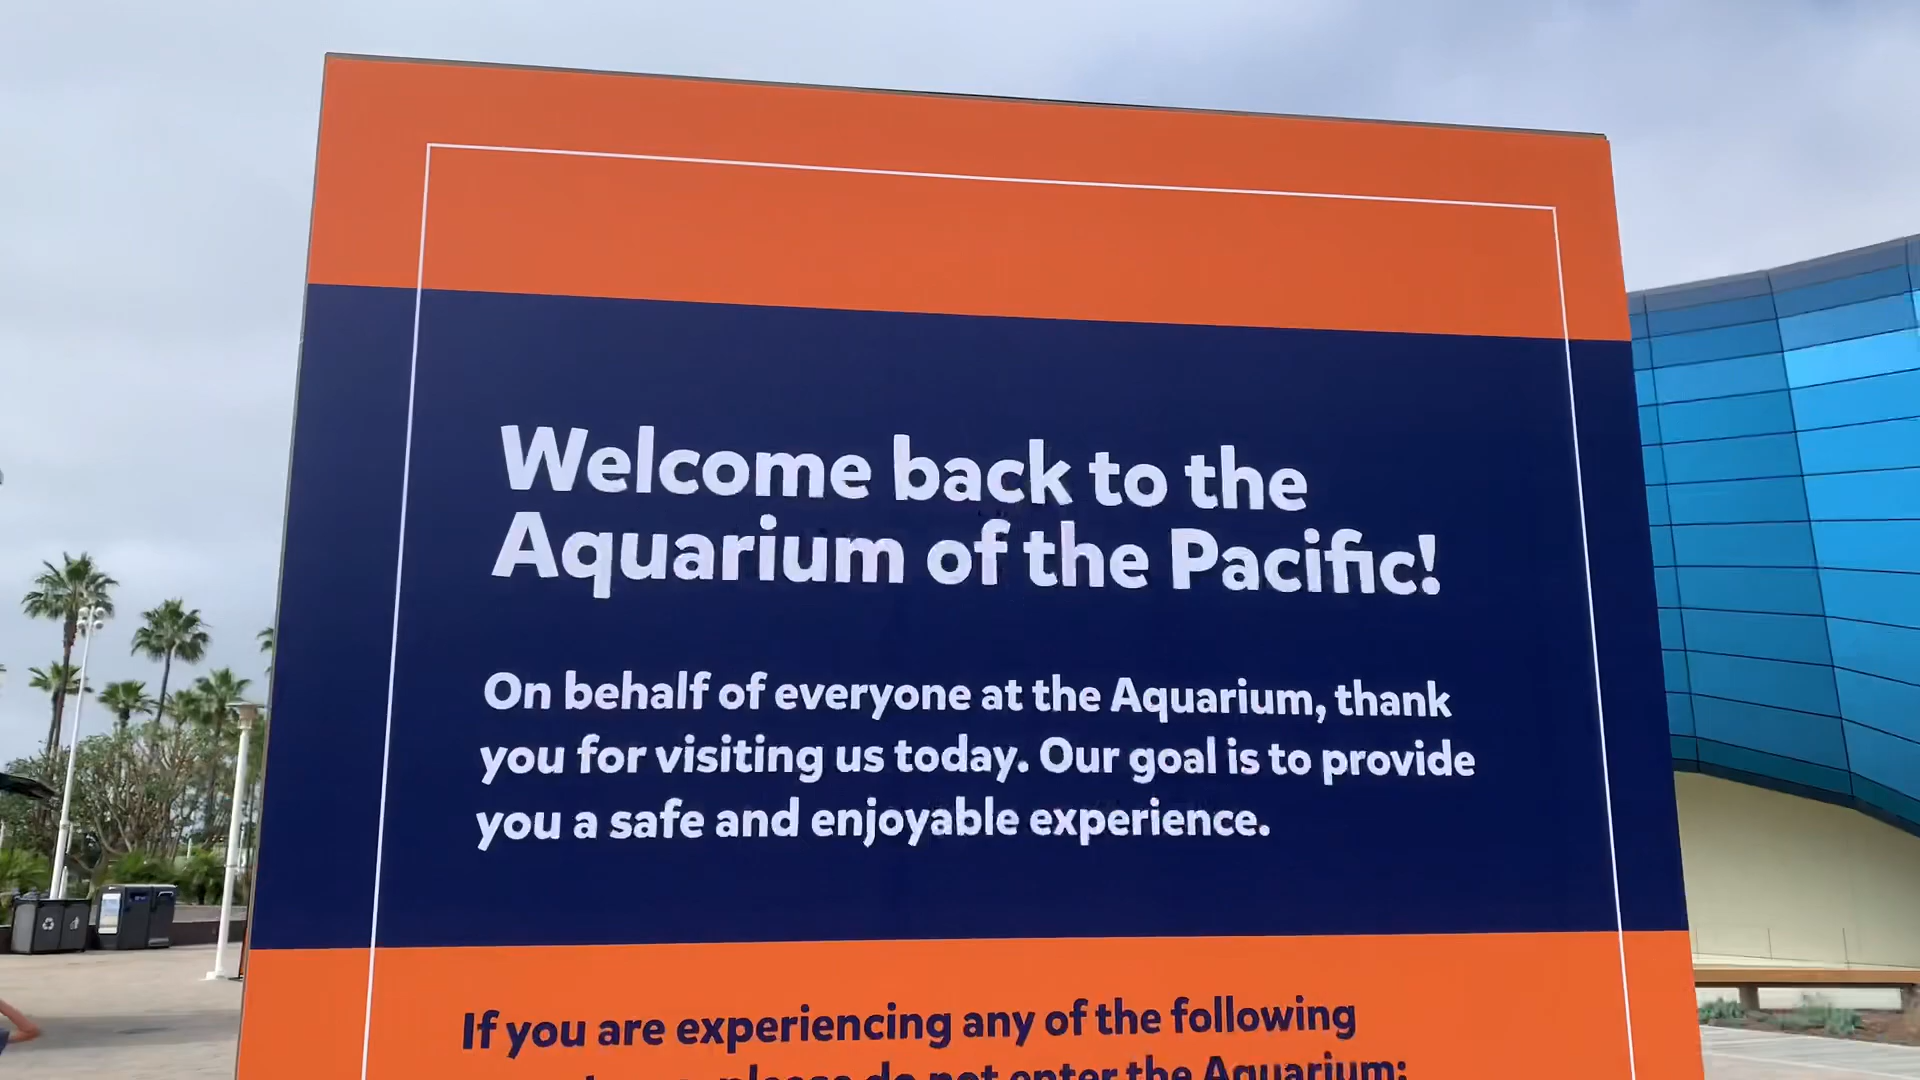 Welcome back to the
Aquarium of the Pacific!
On behalf of everyone at the Aquarium, thank
you for visiting us today. Our goal is to provide
you a safe and enjoyable experience.
If you are experiencing any of the following
please do not enter the Aquarium: